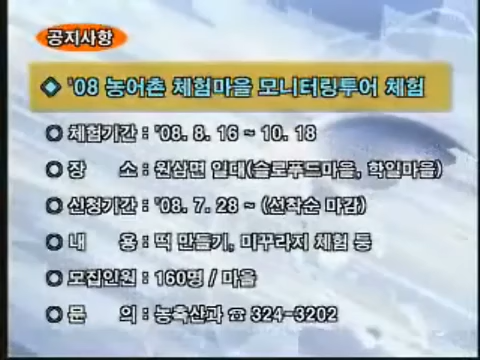 공지사항
◈ '08 농어촌 체험마을 모니터링투어 체험
◎ 체험기간 : '08. 8. 16 ~ 10. 18
◎ 장 소 : 원삼면 일대(슬로푸드마을, 학일마을)
◎ 신청기간 : '08. 7. 28 ~ (선착순 마감)
◎ 내 용 : 떡 만들기, 미꾸라지 체험 등
◎ 모집인원 : 160명 / 마을
◎ 문 의 : 농축산과 ☎ 324-3202